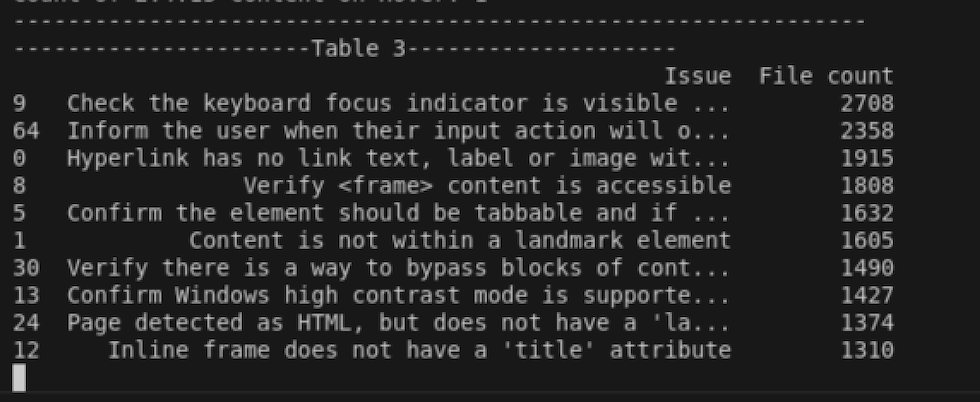 ----------------------------------------------------------------
----------------------Table 3--------------------
Issue  File count
9   Check the keyboard focus indicator is visible ...        2708
64  Inform the user when their input action will o...        2358
0   Hyperlink has no link text, label or image wit...        1915
8                Verify <frame> content is accessible        1808
5   Confirm the element should be tabbable and if ...        1632
1            Content is not within a landmark element        1605
30  Verify there is a way to bypass blocks of cont...        1490
13  Confirm Windows high contrast mode is supporte...        1427
24  Page detected as HTML, but does not have a 'la...        1374
12     Inline frame does not have a 'title' attribute        1310